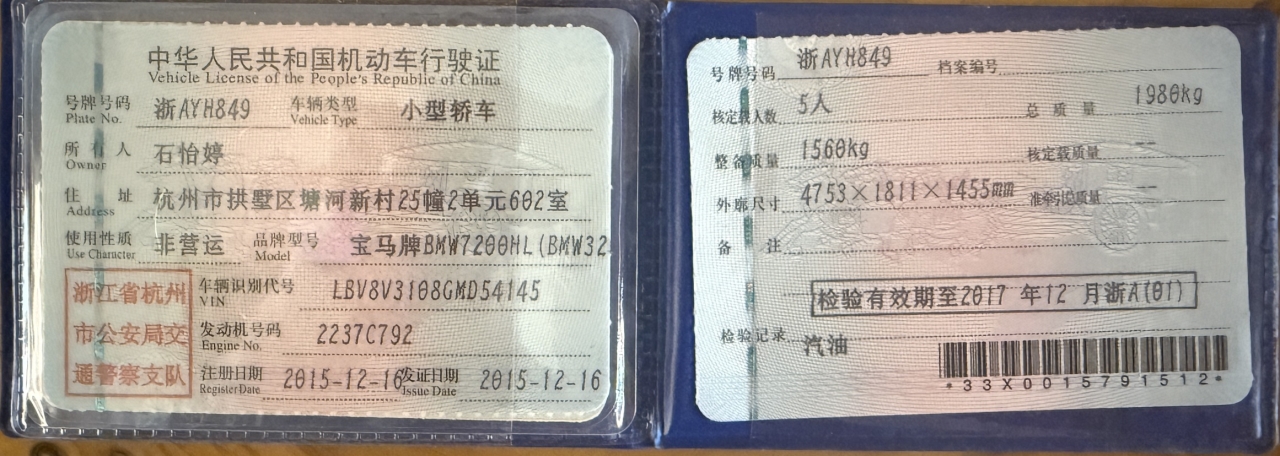 中华人民共和国机动车行驶证
Vehicle License of the People's Republic of China
号牌号码 浙AYH849 车辆类型 小型轿车
Plate No. Vehicle Type
所有人 石怡婷
Owner
住址 杭州市拱墅区塘河新村25幢2单元602室
Address
使用性质 非营运 品牌型号 宝马牌BMW7200HL(BMW32
Use Character Model
浙江省杭州
市公安局交
通警察支队
车辆识别代号 LBV8V3108GMD54145
VIN
发动机号码 2237C792
Engine No.
注册日期 2015-12-16 发证日期 2015-12-16
Register Date Issue Date
号牌号码 浙AYH849 档案编号
核定载人数 5人 总质量 1980kg
整备质量 1560kg 核定载质量 --
外廓尺寸 4753×1811×1455mm 准牵引总质量 --
备注
检验有效期至2017 年12 月浙A(01)
检验记录 汽油
*33X0015791512*